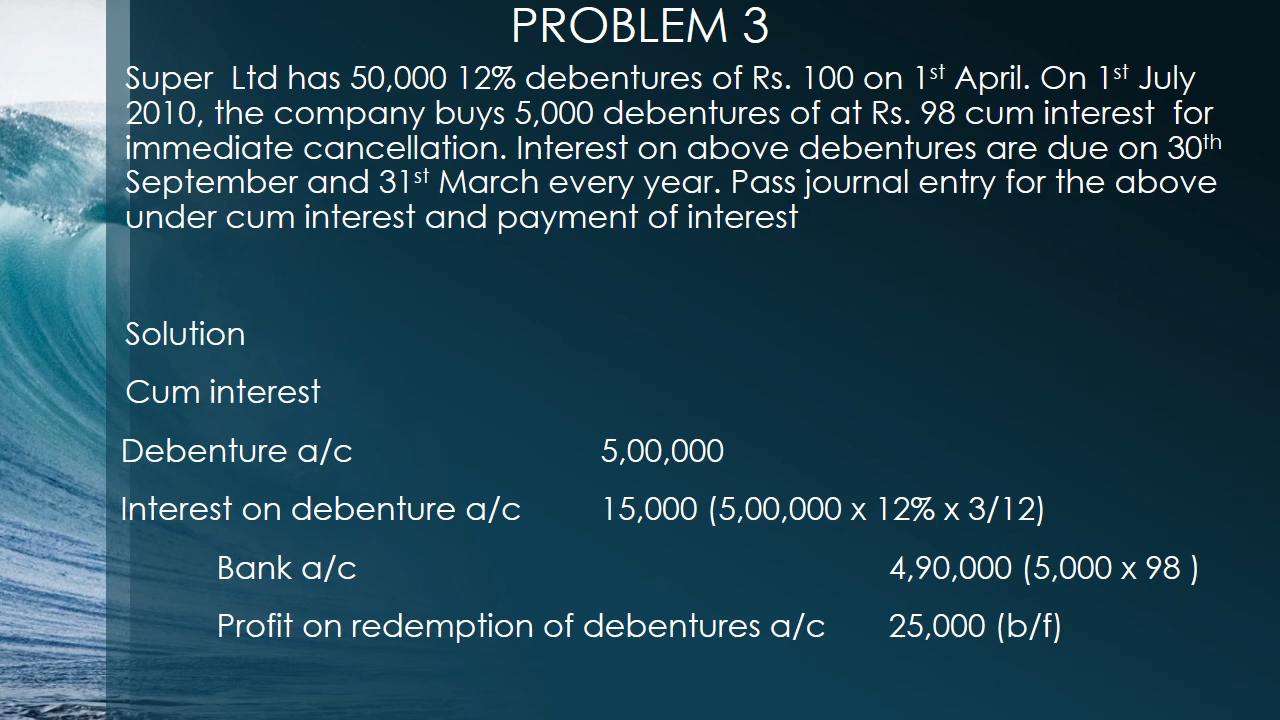 PROBLEM 3
Super Ltd has 50,000 12% debentures of Rs. 100 on 1st April. On 1st July
2010, the company buys 5,000 debentures of at Rs. 98 cum interest for
immediate cancellation. Interest on above debentures are due on 30th
September and 31st March every year. Pass journal entry for the above
under cum interest and payment of interest
Solution
Cum interest
Debenture a/c 5,00,000
Interest on debenture a/c 15,000 (5,00,000 x 12% x 3/12)
Bank a/c 4,90,000 (5,000 x 98 )
Profit on redemption of debentures a/c 25,000 (b/f)